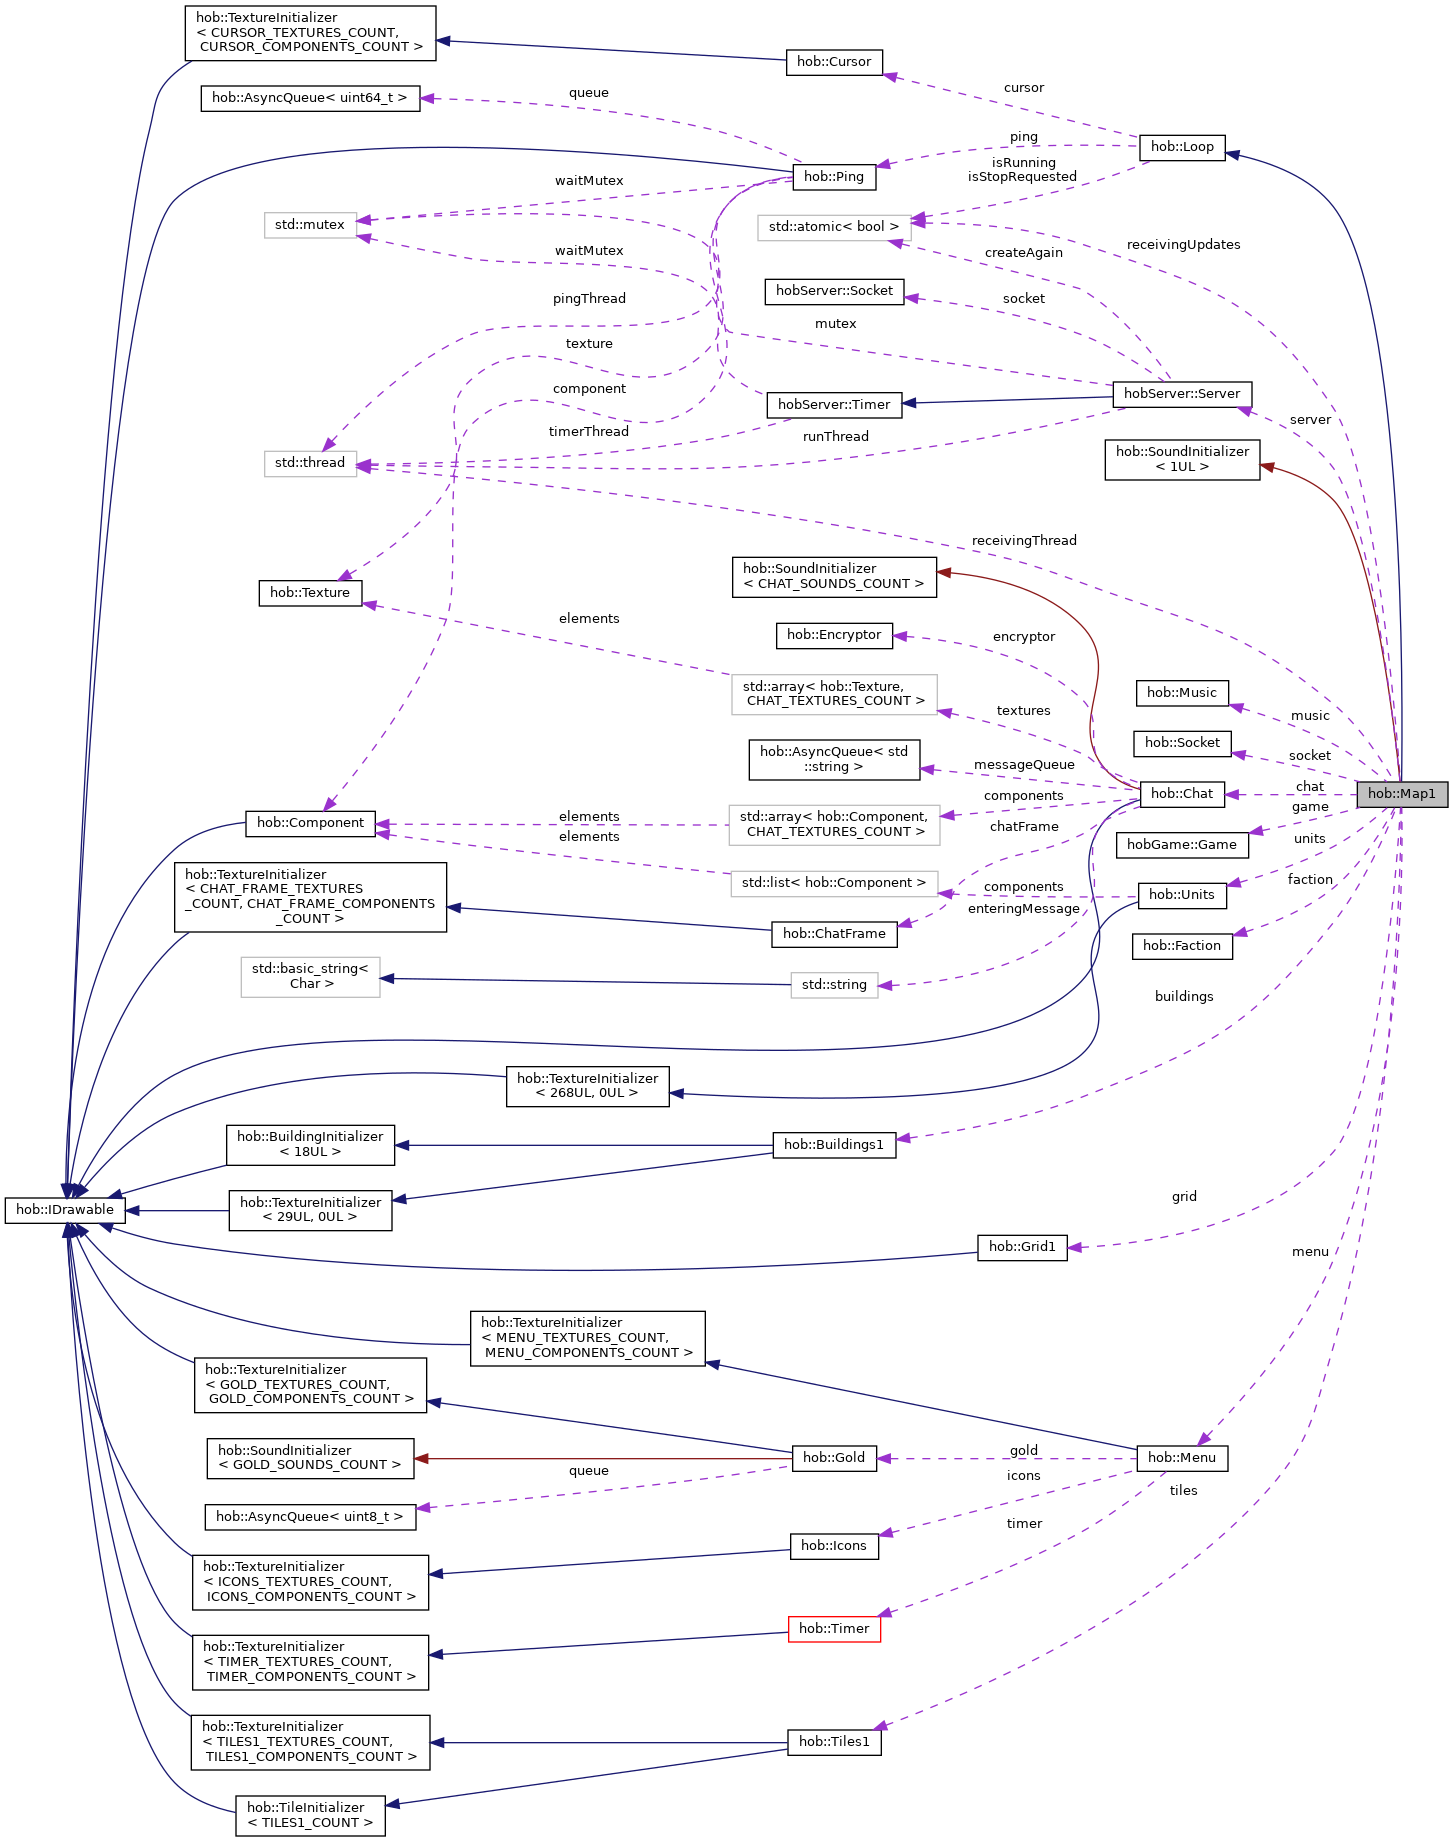 hob::TextureInitializer
< CURSOR_TEXTURES_COUNT,
CURSOR_COMPONENTS_COUNT >
hob::Cursor
cursor
hob::AsyncQueue< uint64_t >
queue
hob::Loop
ping
hob::Ping
isRunning
isStopRequested
waitMutex
std::mutex
std::atomic< bool >
receivingUpdates
waitMutex
createAgain
hobServer::Socket
socket
pingThread
mutex
texture
component
hobServer::Server
hobServer::Timer
server
timerThread
runThread
std::thread
hob::SoundInitializer
< 1UL >
receivingThread
hob::SoundInitializer
< CHAT_SOUNDS_COUNT >
hob::Texture
elements
hob::Encryptor
encryptor
std::array< hob::Texture,
CHAT_TEXTURES_COUNT >
textures
hob::Music
music
hob::Socket
socket
hob::AsyncQueue< std
::string >
messageQueue
hob::Chat
chat
hob::Map1
components
game
hob::Component
elements
std::array< hob::Component,
CHAT_TEXTURES_COUNT >
chatFrame
elements
hobGame::Game
units
hob::TextureInitializer
< CHAT_FRAME_TEXTURES
_COUNT, CHAT_FRAME_COMPONENTS
_COUNT >
std::list< hob::Component >
components
hob::Units
faction
enteringMessage
hob::ChatFrame
hob::Faction
std::basic_string<
Char >
std::string
buildings
hob::TextureInitializer
< 268UL, 0UL >
hob::BuildingInitializer
< 18UL >
hob::Buildings1
hob::IDrawable
hob::TextureInitializer
< 29UL, 0UL >
grid
hob::Grid1
menu
hob::TextureInitializer
< MENU_TEXTURES_COUNT,
MENU_COMPONENTS_COUNT >
hob::TextureInitializer
< GOLD_TEXTURES_COUNT,
GOLD_COMPONENTS_COUNT >
hob::SoundInitializer
< GOLD_SOUNDS_COUNT >
hob::Gold
gold
hob::Menu
queue
icons
tiles
hob::AsyncQueue< uint8_t >
timer
hob::Icons
hob::TextureInitializer
< ICONS_TEXTURES_COUNT,
ICONS_COMPONENTS_COUNT >
hob::Timer
hob::TextureInitializer
< TIMER_TEXTURES_COUNT,
TIMER_COMPONENTS_COUNT >
hob::TextureInitializer
< TILES1_TEXTURES_COUNT,
TILES1_COMPONENTS_COUNT >
hob::Tiles1
hob::TileInitializer
< TILES1_COUNT >